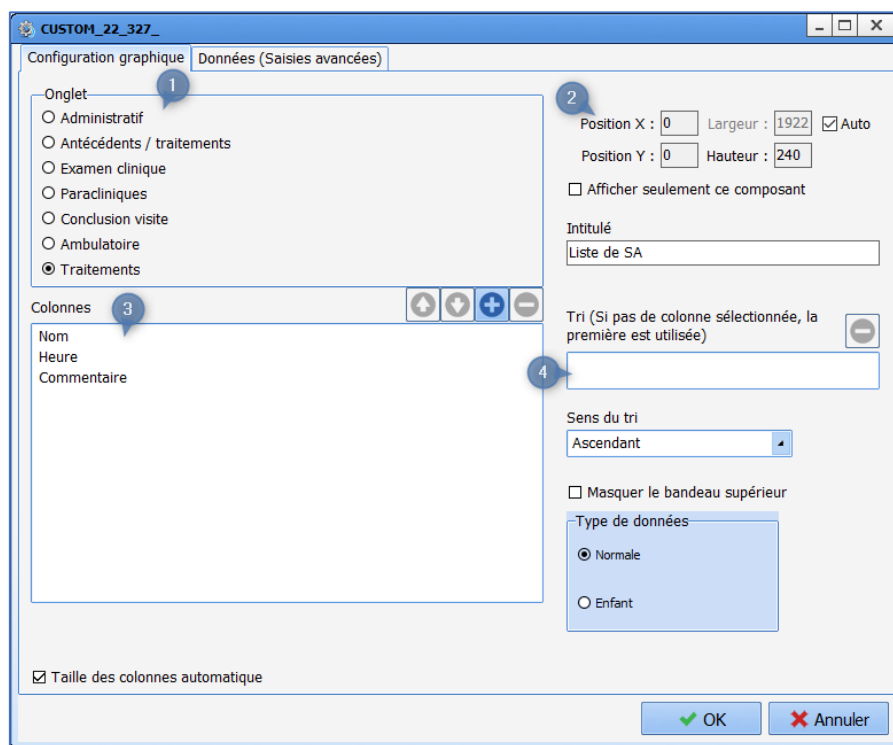 CUSTOM_22_327_
Configuration graphique
Données (Saisies avancées)
1
Onglet
Administratif
Antécédents / traitements
Examen clinique
Paracliniques
Conclusion visite
Ambulatoire
Traitements
2
Position X : 0 Largeur : 1922 Auto
Position Y : 0 Hauteur : 240
Afficher seulement ce composant
Intitulé
Liste de SA
Colonnes
3
Nom
Heure
Commentaire
Tri (Si pas de colonne sélectionnée, la
première est utilisée)
4
Sens du tri
Ascendant
Masquer le bandeau supérieur
Type de données
Normale
Enfant
Taille des colonnes automatique
OK
Annuler